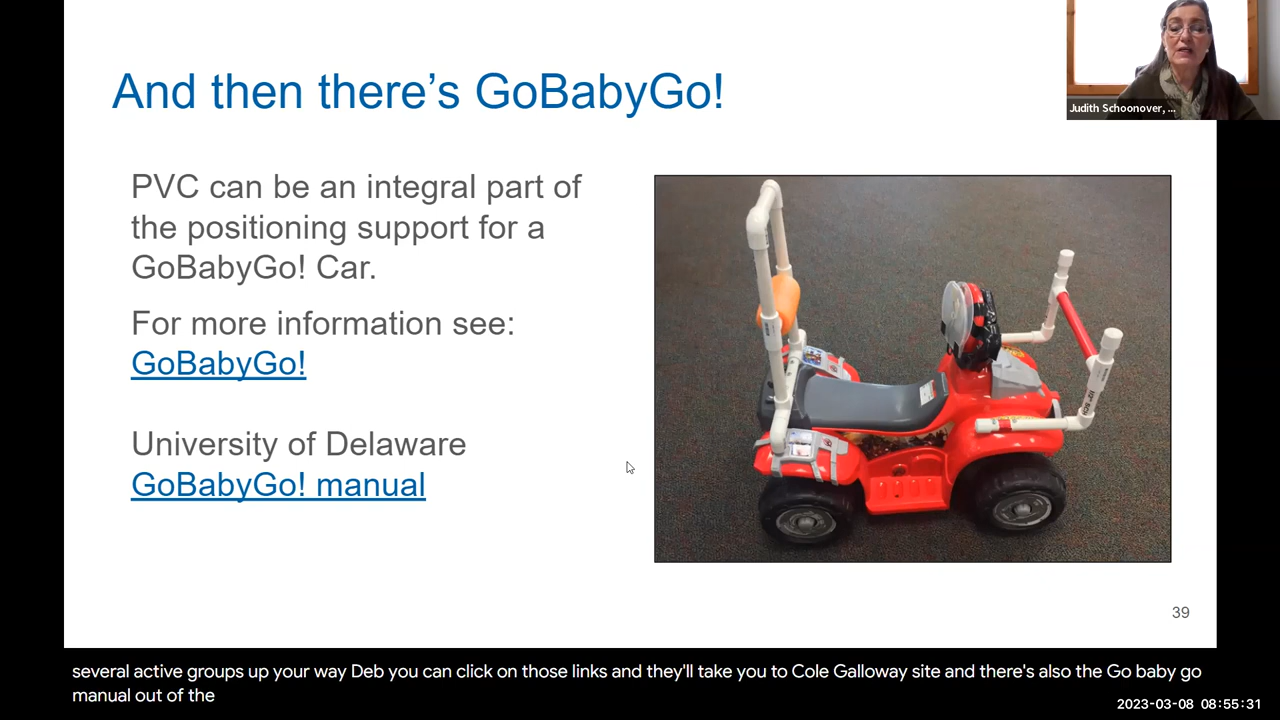 And then there's GoBabyGo!
Judith Schoonover, ...
PVC can be an integral part of
the positioning support for a
GoBabyGo! Car.
For more information see:
GoBabyGo!
University of Delaware
GoBabyGo! manual
39
several active groups up your way Deb you can click on those links and they'll take you to Cole Galloway site and there's also the Go baby go
manual out of the
2023-03-08 08:55:31